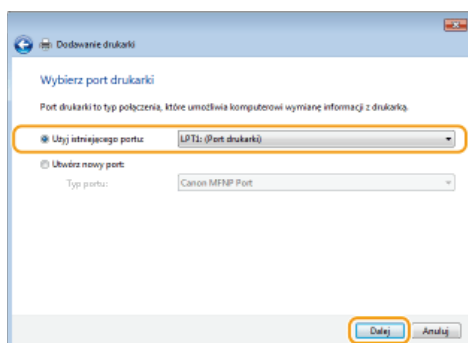 Dodawanie drukarki
Wybierz port drukarki
Port drukarki to typ połączenia, które umożliwia komputerowi wymianę informacji z drukarką.
Użyj istniejącego portu: LPT1: (Port drukarki)
Utwórz nowy port:
Typ portu: Canon MFNP Port
Dalej Anuluj